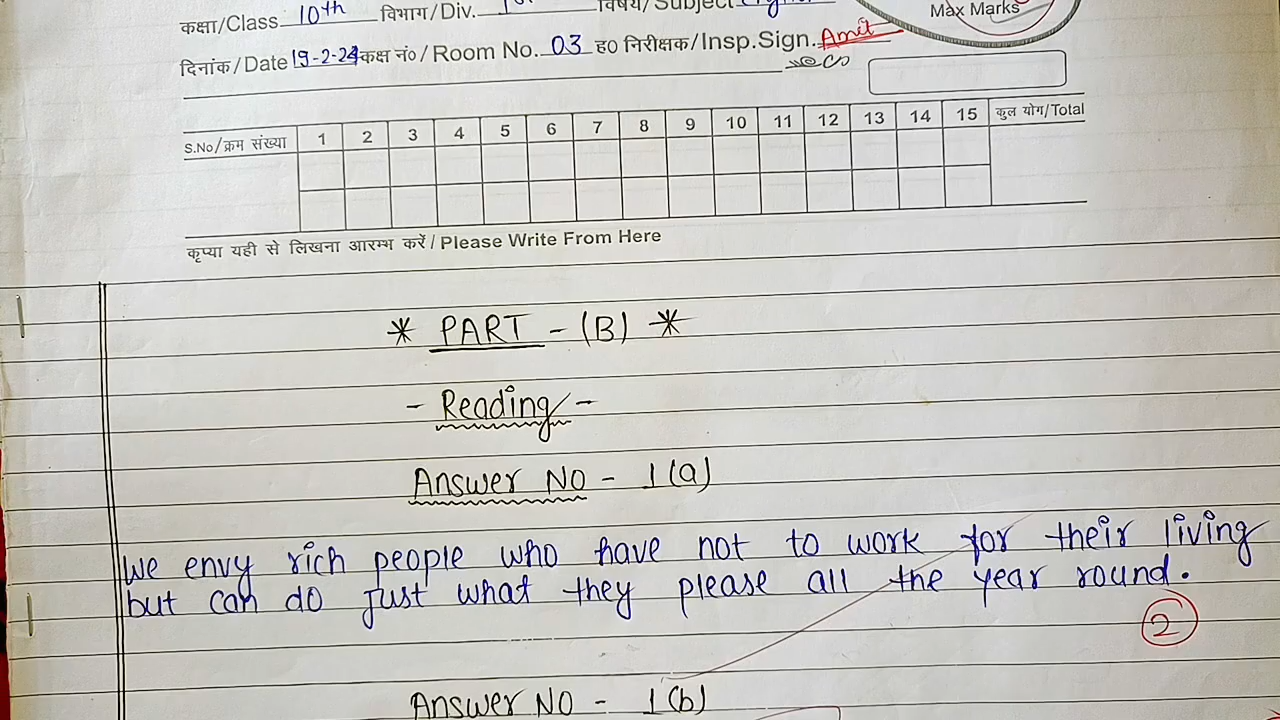 कक्षा/Class 10th विभाग/Div. विषय/Subject
Max Marks
दिनांक/Date 19-2-24 कक्ष नं०/Room No. 03 ह० निरीक्षक/Insp.Sign. Amit
S.No/क्रम संख्या 1 2 3 4 5 6 7 8 9 10 11 12 13 14 15 कुल योग/Total
कृप्या यही से लिखना आरम्भ करें/Please Write From Here
* PART - (B) *
- Reading -
Answer No - 1(a)
We envy rich people who have not to work for their living
but can do just what they please all the year round.
2
Answer No - 1(b)